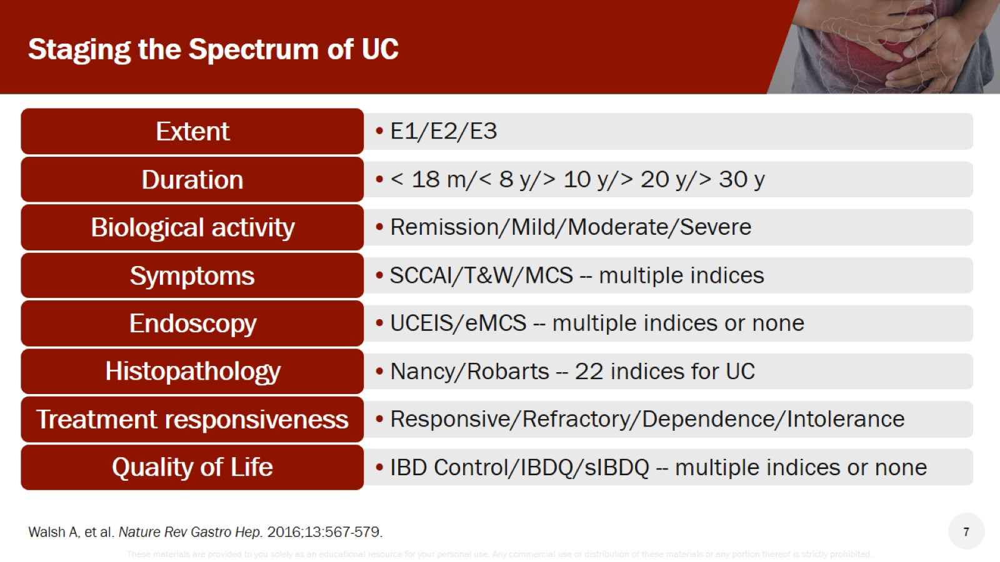 Staging the Spectrum of UC
Extent
• E1/E2/E3
Duration
• < 18 m/< 8 y/> 10 y/> 20 y/> 30 y
Biological activity
• Remission/Mild/Moderate/Severe
Symptoms
• SCCAI/T&W/MCS -- multiple indices
Endoscopy
• UCEIS/eMCS -- multiple indices or none
Histopathology
• Nancy/Robarts -- 22 indices for UC
Treatment responsiveness
• Responsive/Refractory/Dependence/Intolerance
Quality of Life
• IBD Control/IBDQ/sIBDQ -- multiple indices or none
Walsh A, et al. Nature Rev Gastro Hep. 2016;13:567-579.
7
These materials are provided to you solely as an educational resource for your personal use. Any commercial use or distribution of these materials or any portion thereof is strictly prohibited.